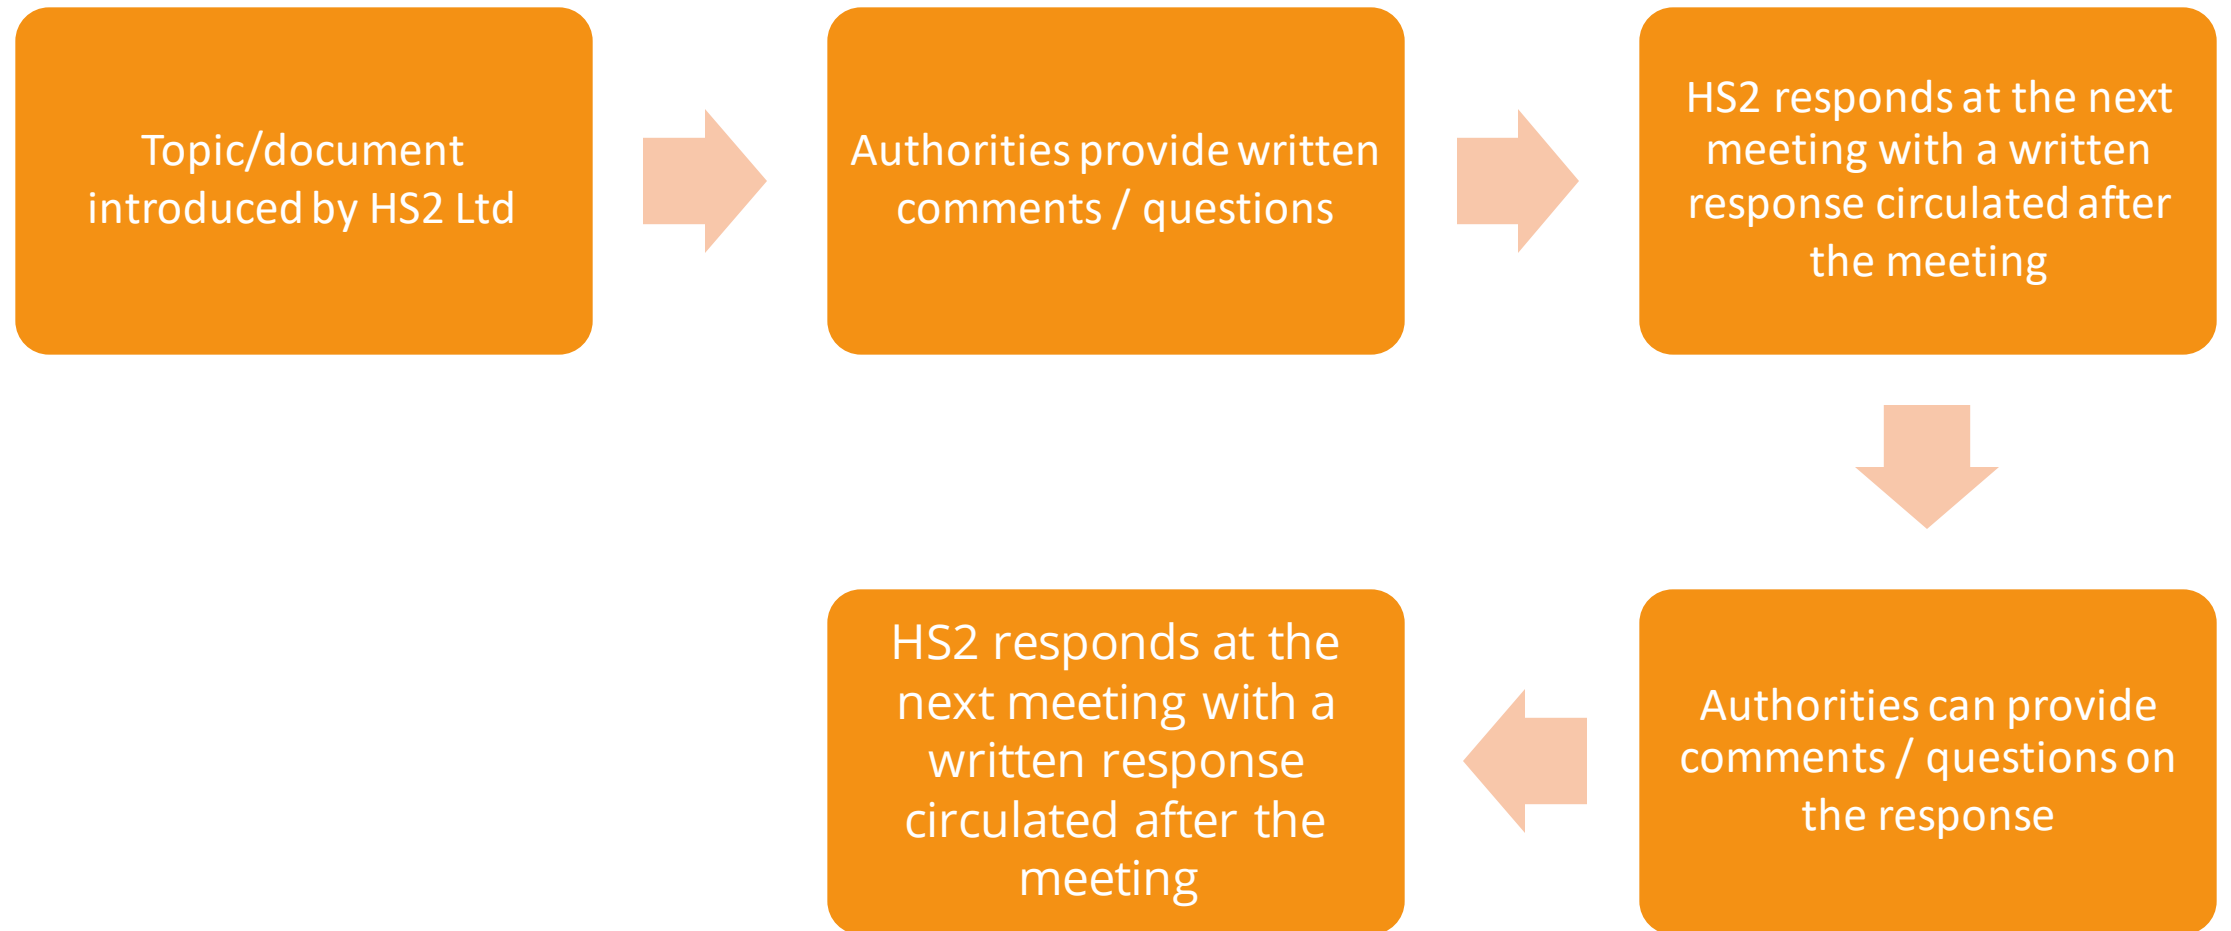 Topic/document
introduced by HS2 Ltd
Authorities provide written
comments / questions
HS2 responds at the next
meeting with a written
response circulated after
the meeting
Authorities can provide
comments / questions on
the response
HS2 responds at the
next meeting with a
written response
circulated after the
meeting